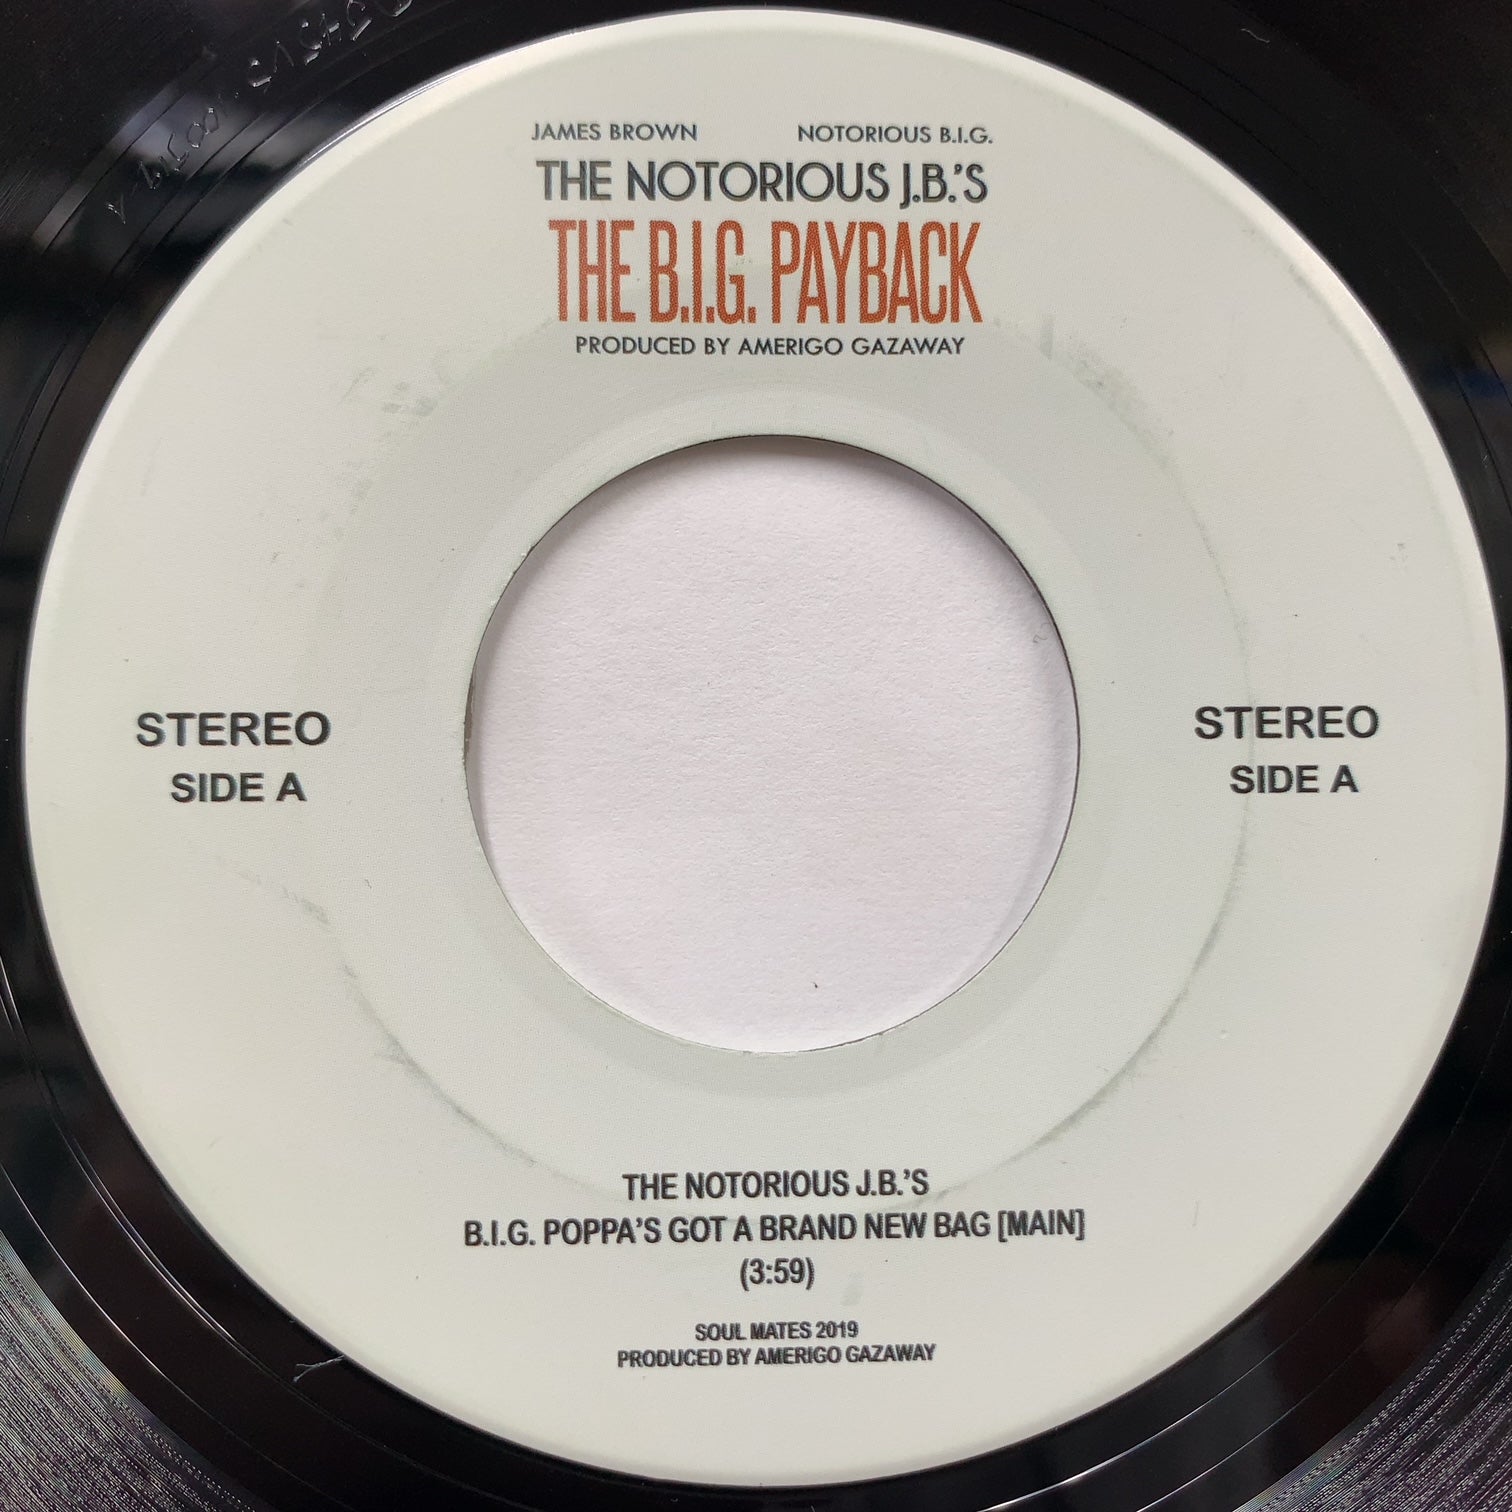 JAMES BROWN NOTORIOUS B.I.G.
THE NOTORIOUS J.B.'S
THE B.I.G. PAYBACK
PRODUCED BY AMERIGO GAZAWAY
STEREO STEREO
SIDE A SIDE A
THE NOTORIOUS J.B.'S
B.I.G. POPPA'S GOT A BRAND NEW BAG [MAIN]
(3:59)
SOUL MATES 2019
PRODUCED BY AMERIGO GAZAWAY